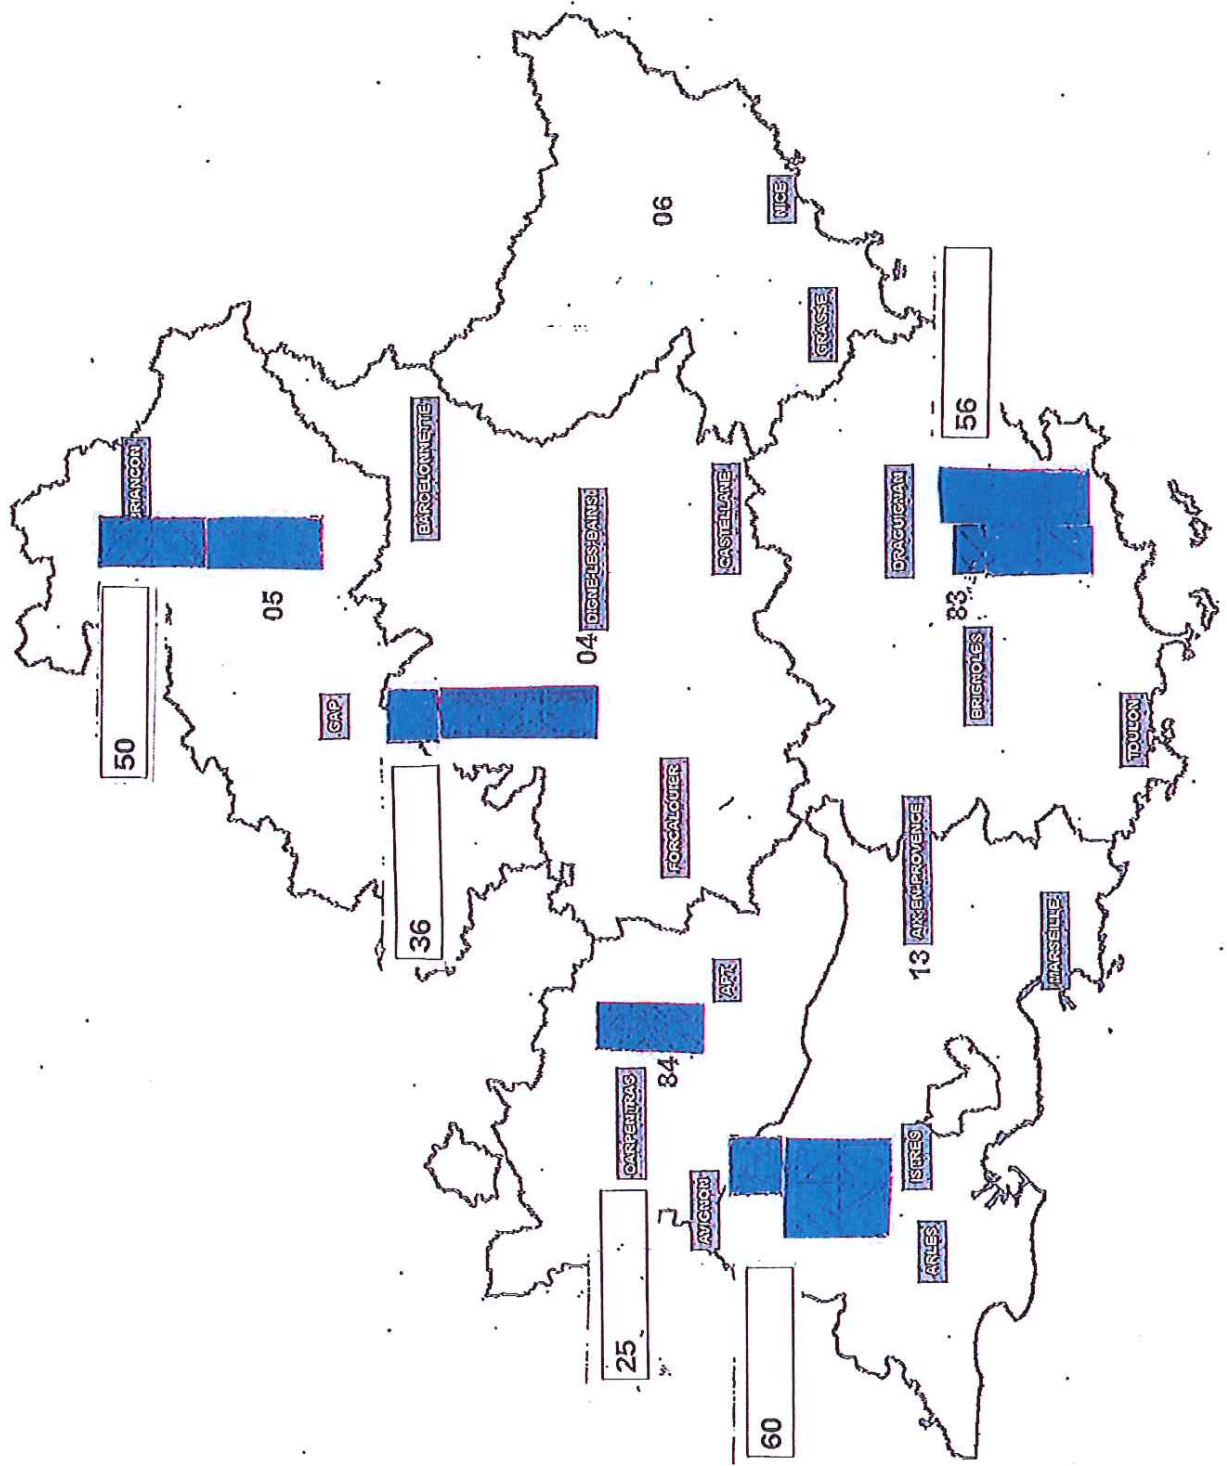 BARCELONNETTE
50
05
GAP
36
DIGNE-LES-BAINS
04
06
FORCALQUIER
CASTELLANE
NICE
GRASSE
84
CARPENTRAS
25
APT
AVIGNON
60
DRAGUIGNAN
56
83
BRIGNOLES
AIX-EN-PROVENCE
13
ISTRES
ARLES
MARSEILLE
TOULON